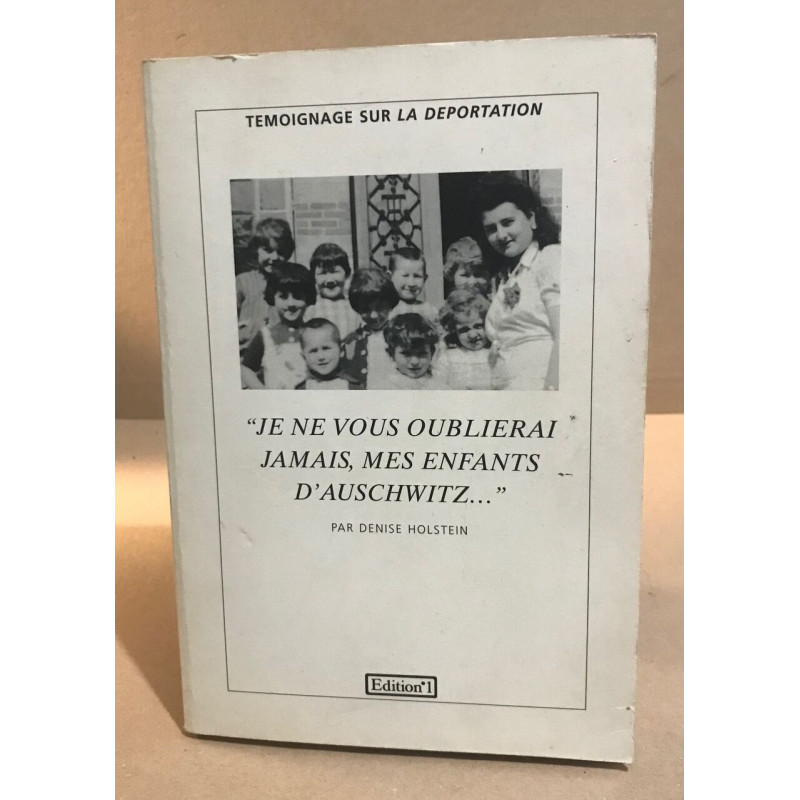 TEMOIGNAGE SUR LA DEPORTATION
“JE NE VOUS OUBLIERAI
JAMAIS, MES ENFANTS
D’AUSCHWITZ...”
PAR DENISE HOLSTEIN
Edition°1